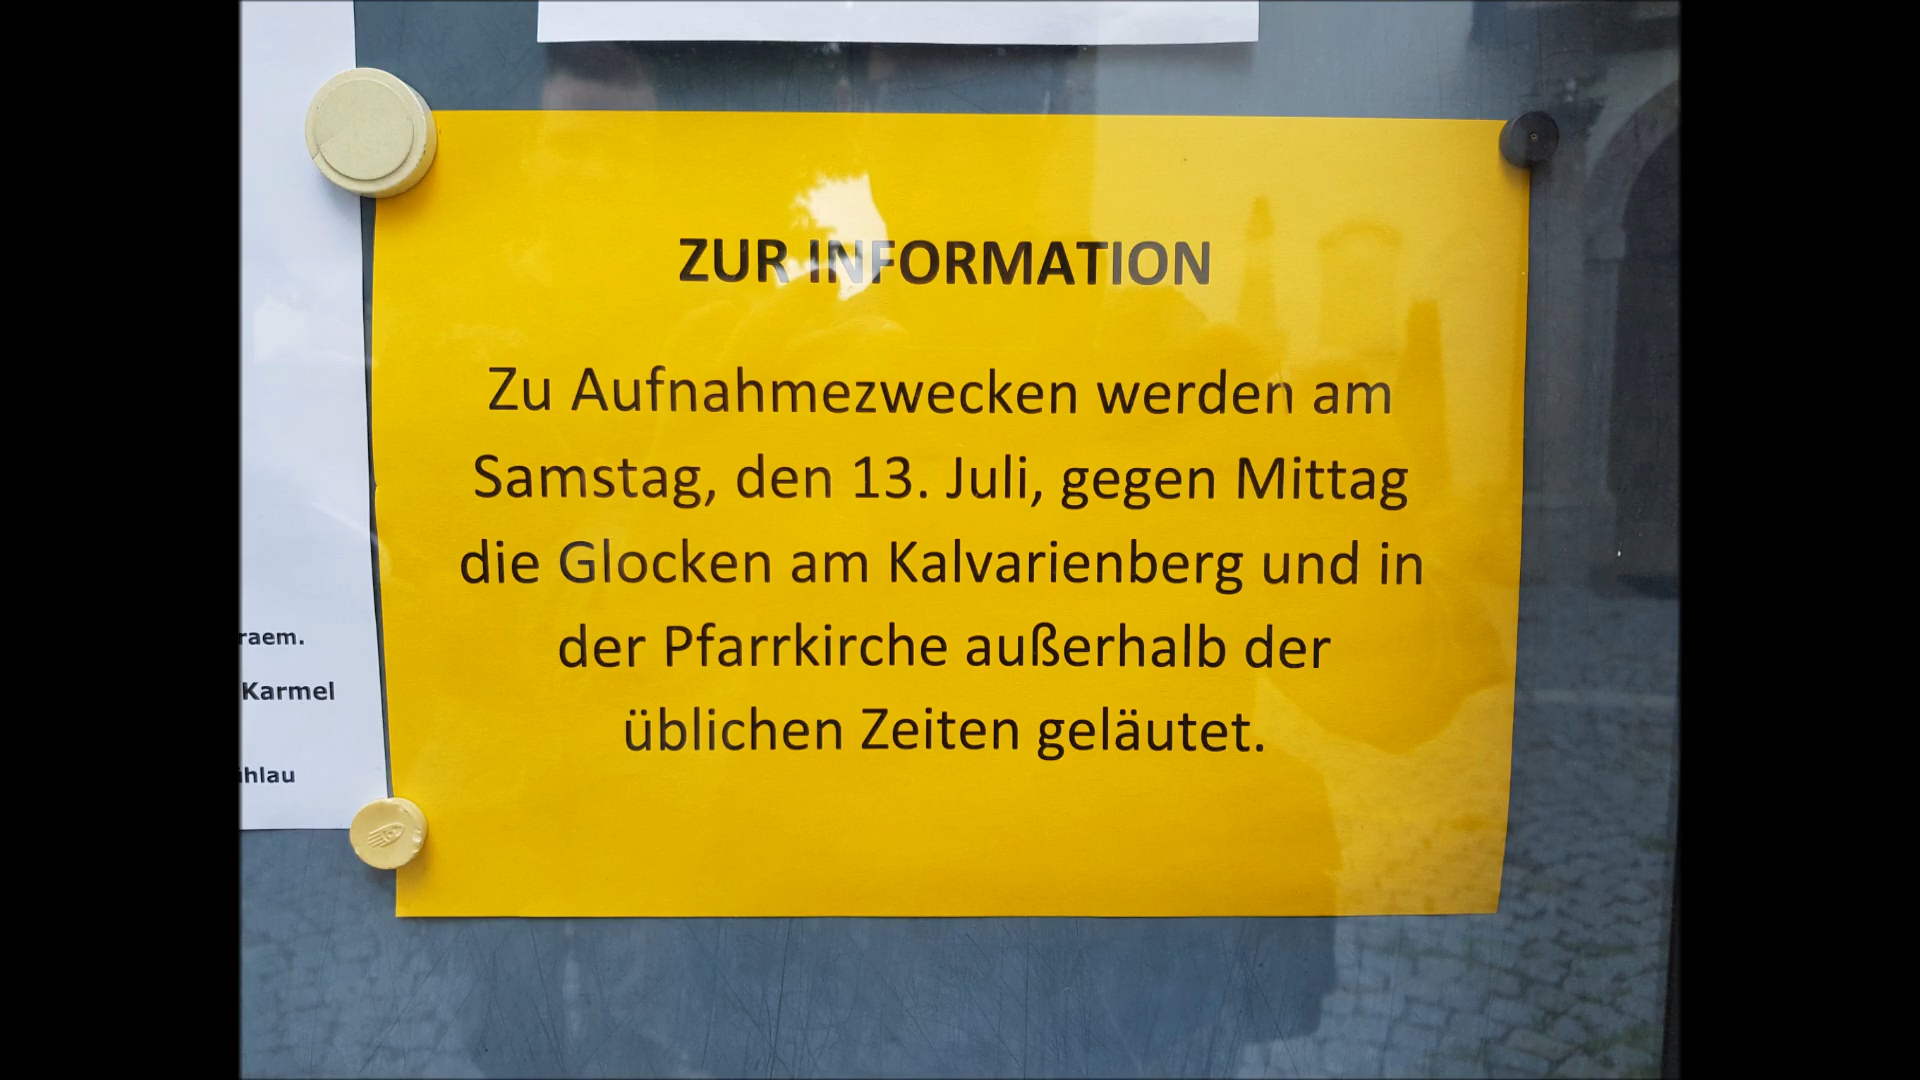 ZUR INFORMATION
Zu Aufnahmezwecken werden am
Samstag, den 13. Juli, gegen Mittag
die Glocken am Kalvarienberg und in
der Pfarrkirche außerhalb der
üblichen Zeiten geläutet.
raem.
Karmel
ühlau